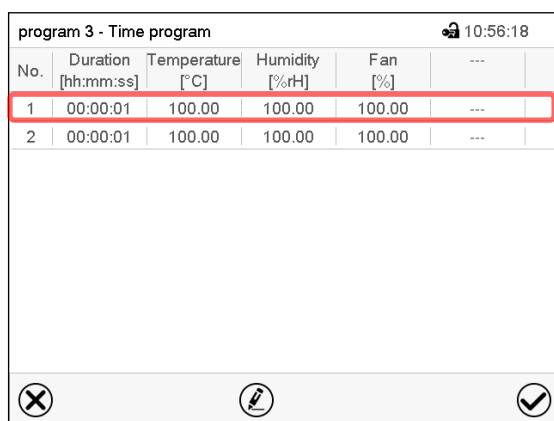 program 3 - Time program 10:56:18
No. Duration [hh:mm:ss] Temperature [°C] Humidity [%rH] Fan [%] ---
1 00:00:01 100.00 100.00 100.00 ---
2 00:00:01 100.00 100.00 100.00 ---